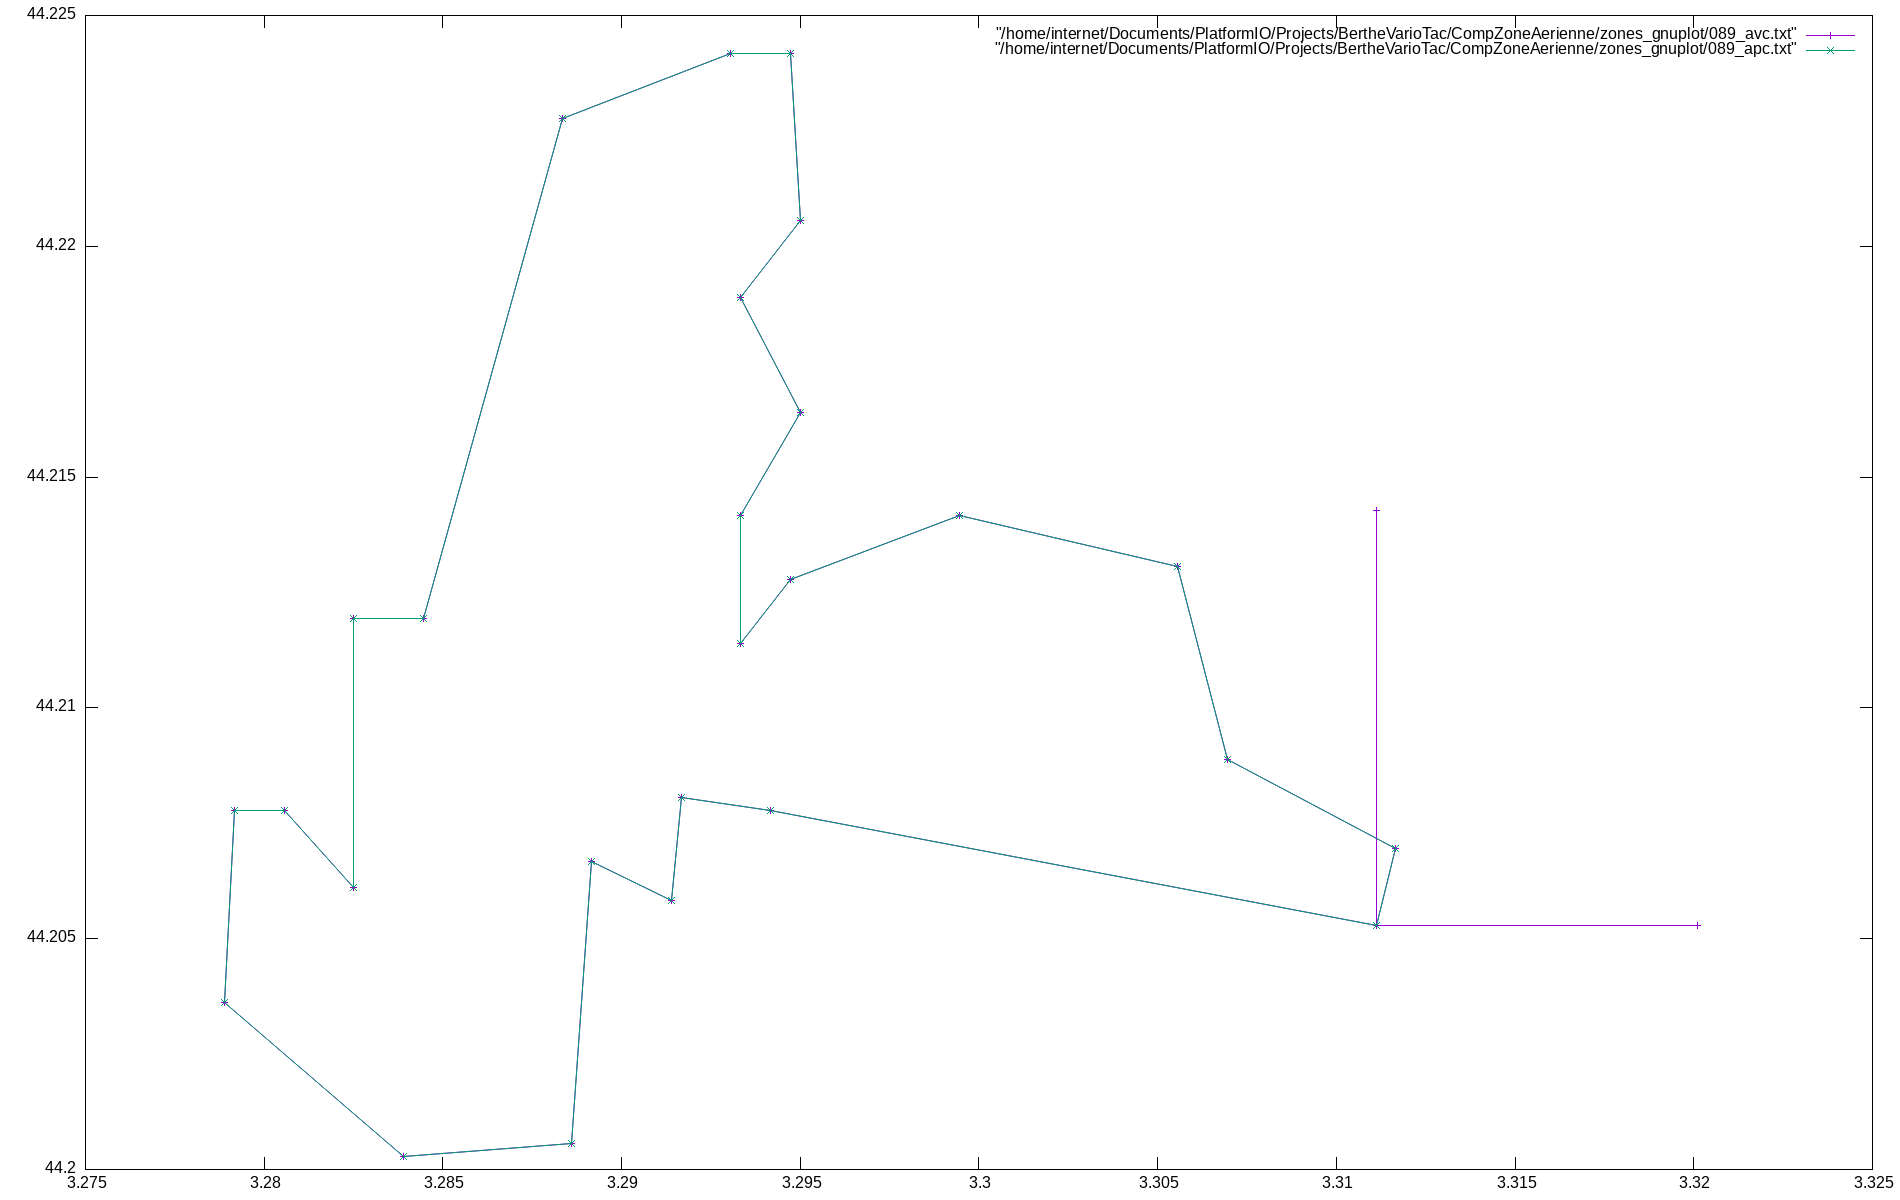 44.225
"/home/internet/Documents/PlatformIO/Projects/BertheVarioTac/CompZoneAerienne/zones_gnuplot/089_avc.txt"
"/home/internet/Documents/PlatformIO/Projects/BertheVarioTac/CompZoneAerienne/zones_gnuplot/089_apc.txt"
44.22
44.215
44.21
44.205
44.2
3.275 3.28 3.285 3.29 3.295 3.3 3.305 3.31 3.315 3.32 3.325